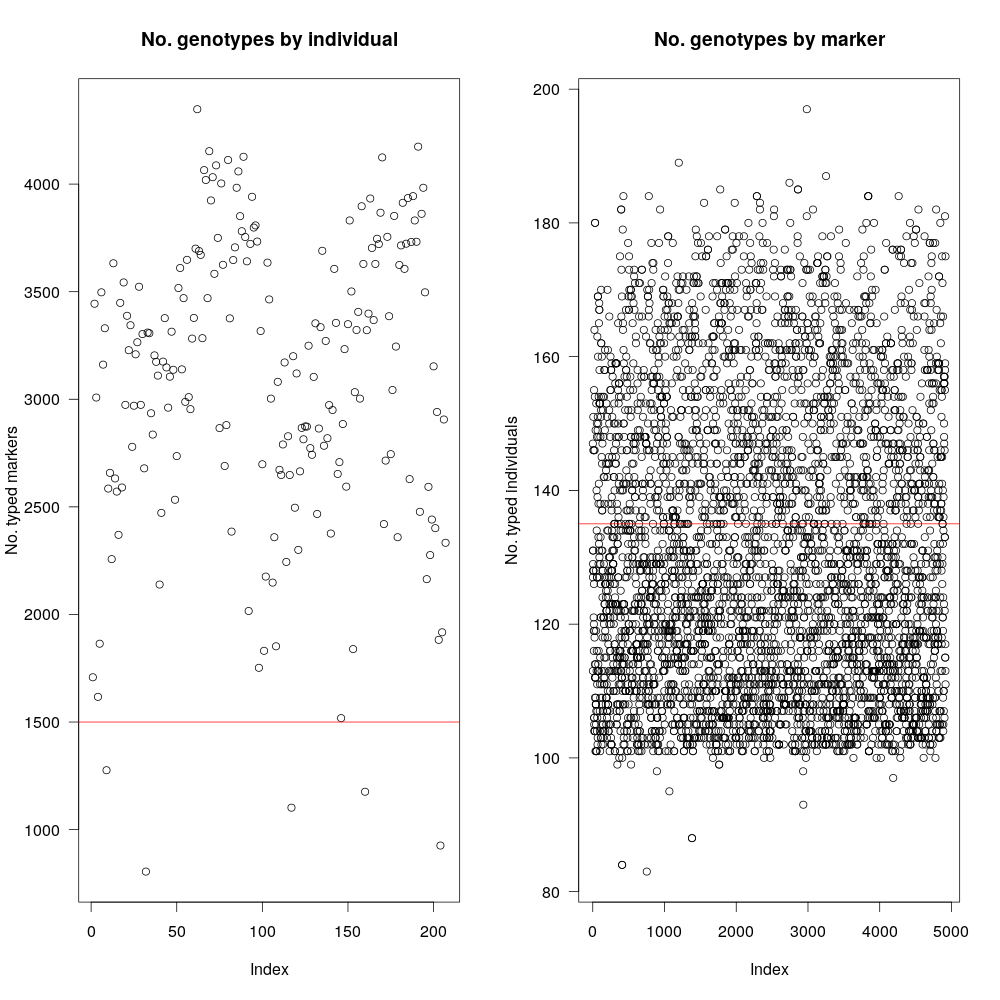 No. genotypes by individual
No. typed markers
4000
3500
3000
2500
2000
1500
1000
0 50 100 150 200
Index
No. genotypes by marker
No. typed individuals
200
180
160
140
120
100
80
0 1000 2000 3000 4000 5000
Index